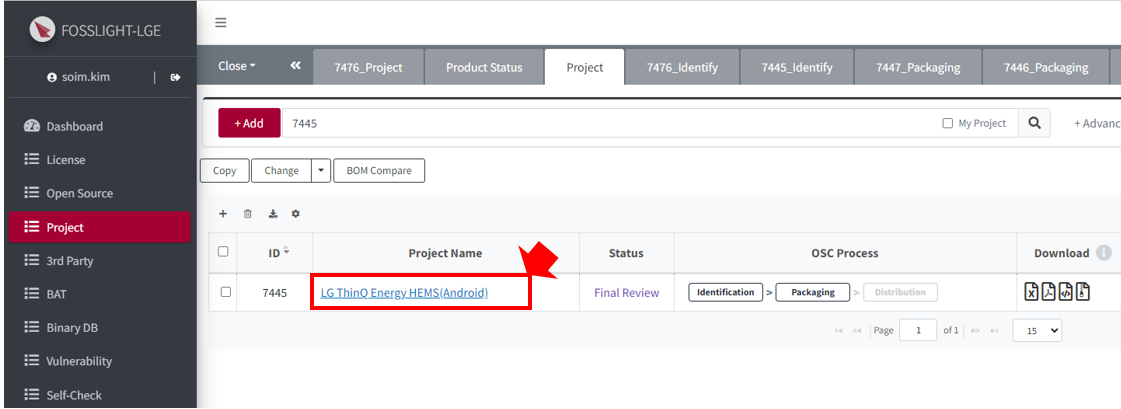 FOSSLIGHT-LGE
soim.kim
Dashboard
License
Open Source
Project
3rd Party
BAT
Binary DB
Vulnerability
Self-Check
Close
7476_Project
Product Status
Project
7476_Identify
7445_Identify
7447_Packaging
7446_Packaging
+ Add
7445
My Project
+ Advanc
Copy
Change
BOM Compare
ID
Project Name
Status
OSC Process
Download
7445
LG ThinQ Energy HEMS(Android)
Final Review
Identification > Packaging > Distribution
Page 1 of 1
15